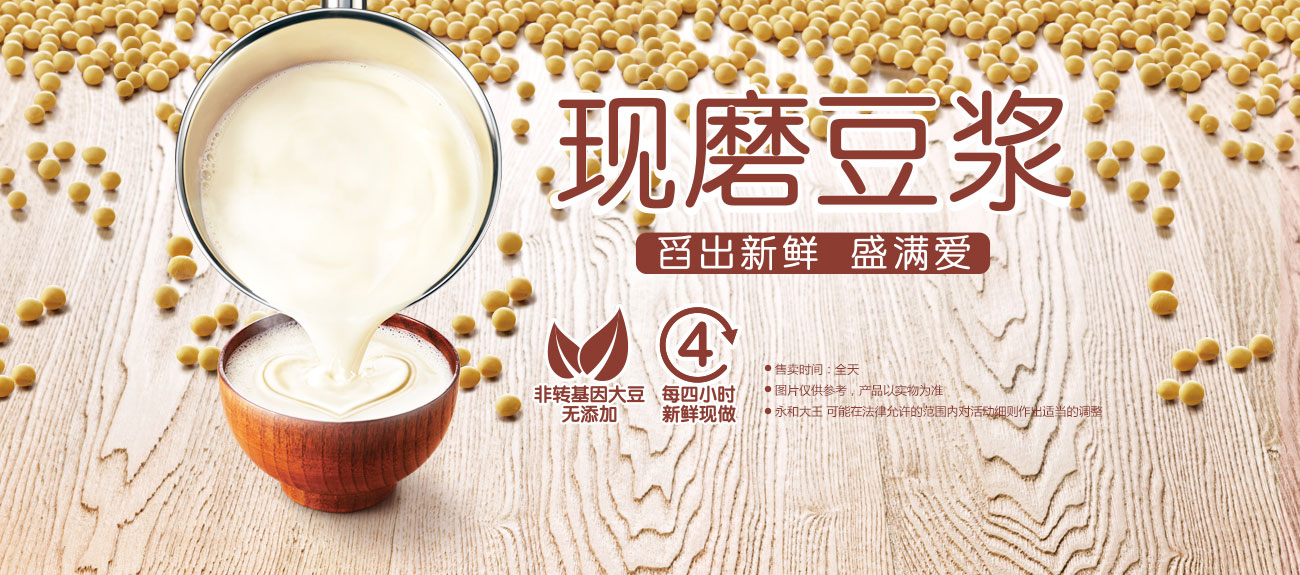 现磨豆浆
舀出新鲜 盛满爱
4
非转基因大豆
无添加
每四小时
新鲜现做
售卖时间：全天
图片仅供参考，产品以实物为准
永和大王 可能在法律允许的范围内对活动细则作出适当的调整